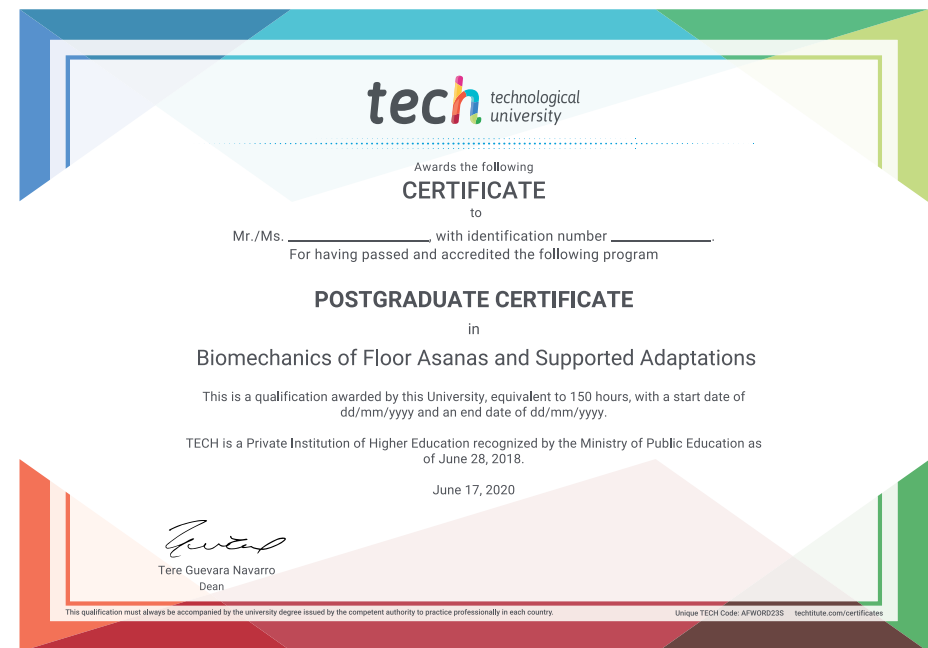 tech technological
university
Awards the following
CERTIFICATE
to
Mr./Ms. ____________, with identification number ____________.
For having passed and accredited the following program
POSTGRADUATE CERTIFICATE
in
Biomechanics of Floor Asanas and Supported Adaptations
This is a qualification awarded by this University, equivalent to 150 hours, with a start date of
dd/mm/yyyy and an end date of dd/mm/yyyy.
TECH is a Private Institution of Higher Education recognized by the Ministry of Public Education as
of June 28, 2018.
June 17, 2020
Tere Guevara Navarro
Dean
This qualification must always be accompanied by the university degree issued by the competent authority to practice professionally in each country.
Unique TECH Code: AFWORD23S techtitute.com/certificates